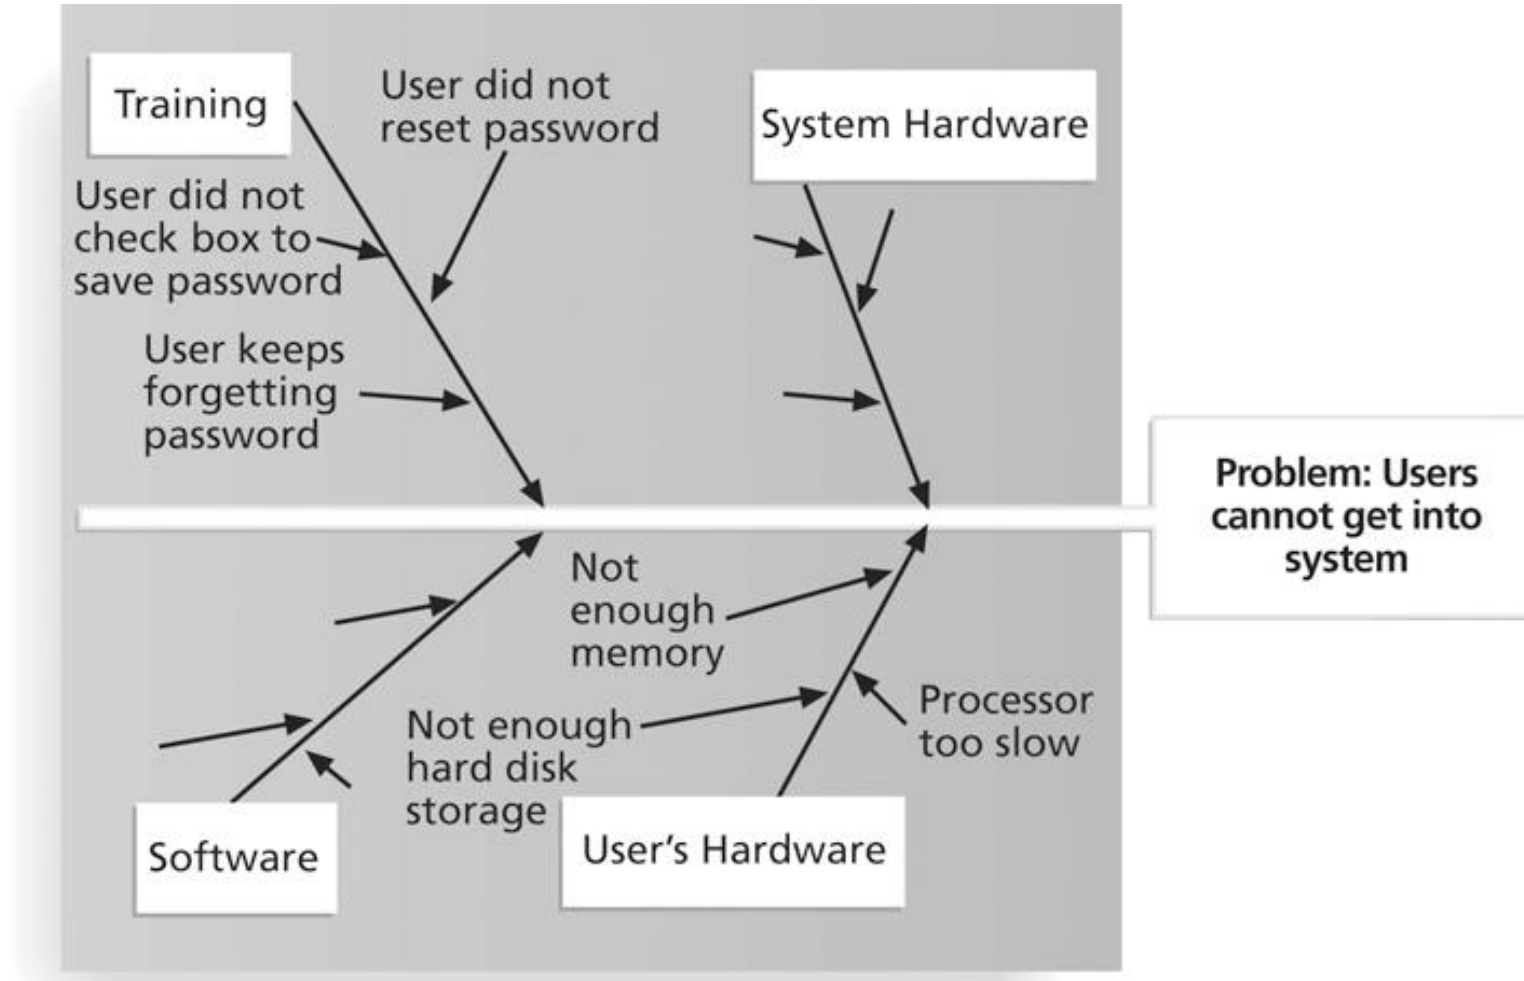 Training
User did not
reset password
System Hardware
User did not
check box to
save password
User keeps
forgetting
password
Problem: Users
cannot get into
system
Not
enough
memory
Not enough
hard disk
storage
Processor
too slow
Software
User’s Hardware